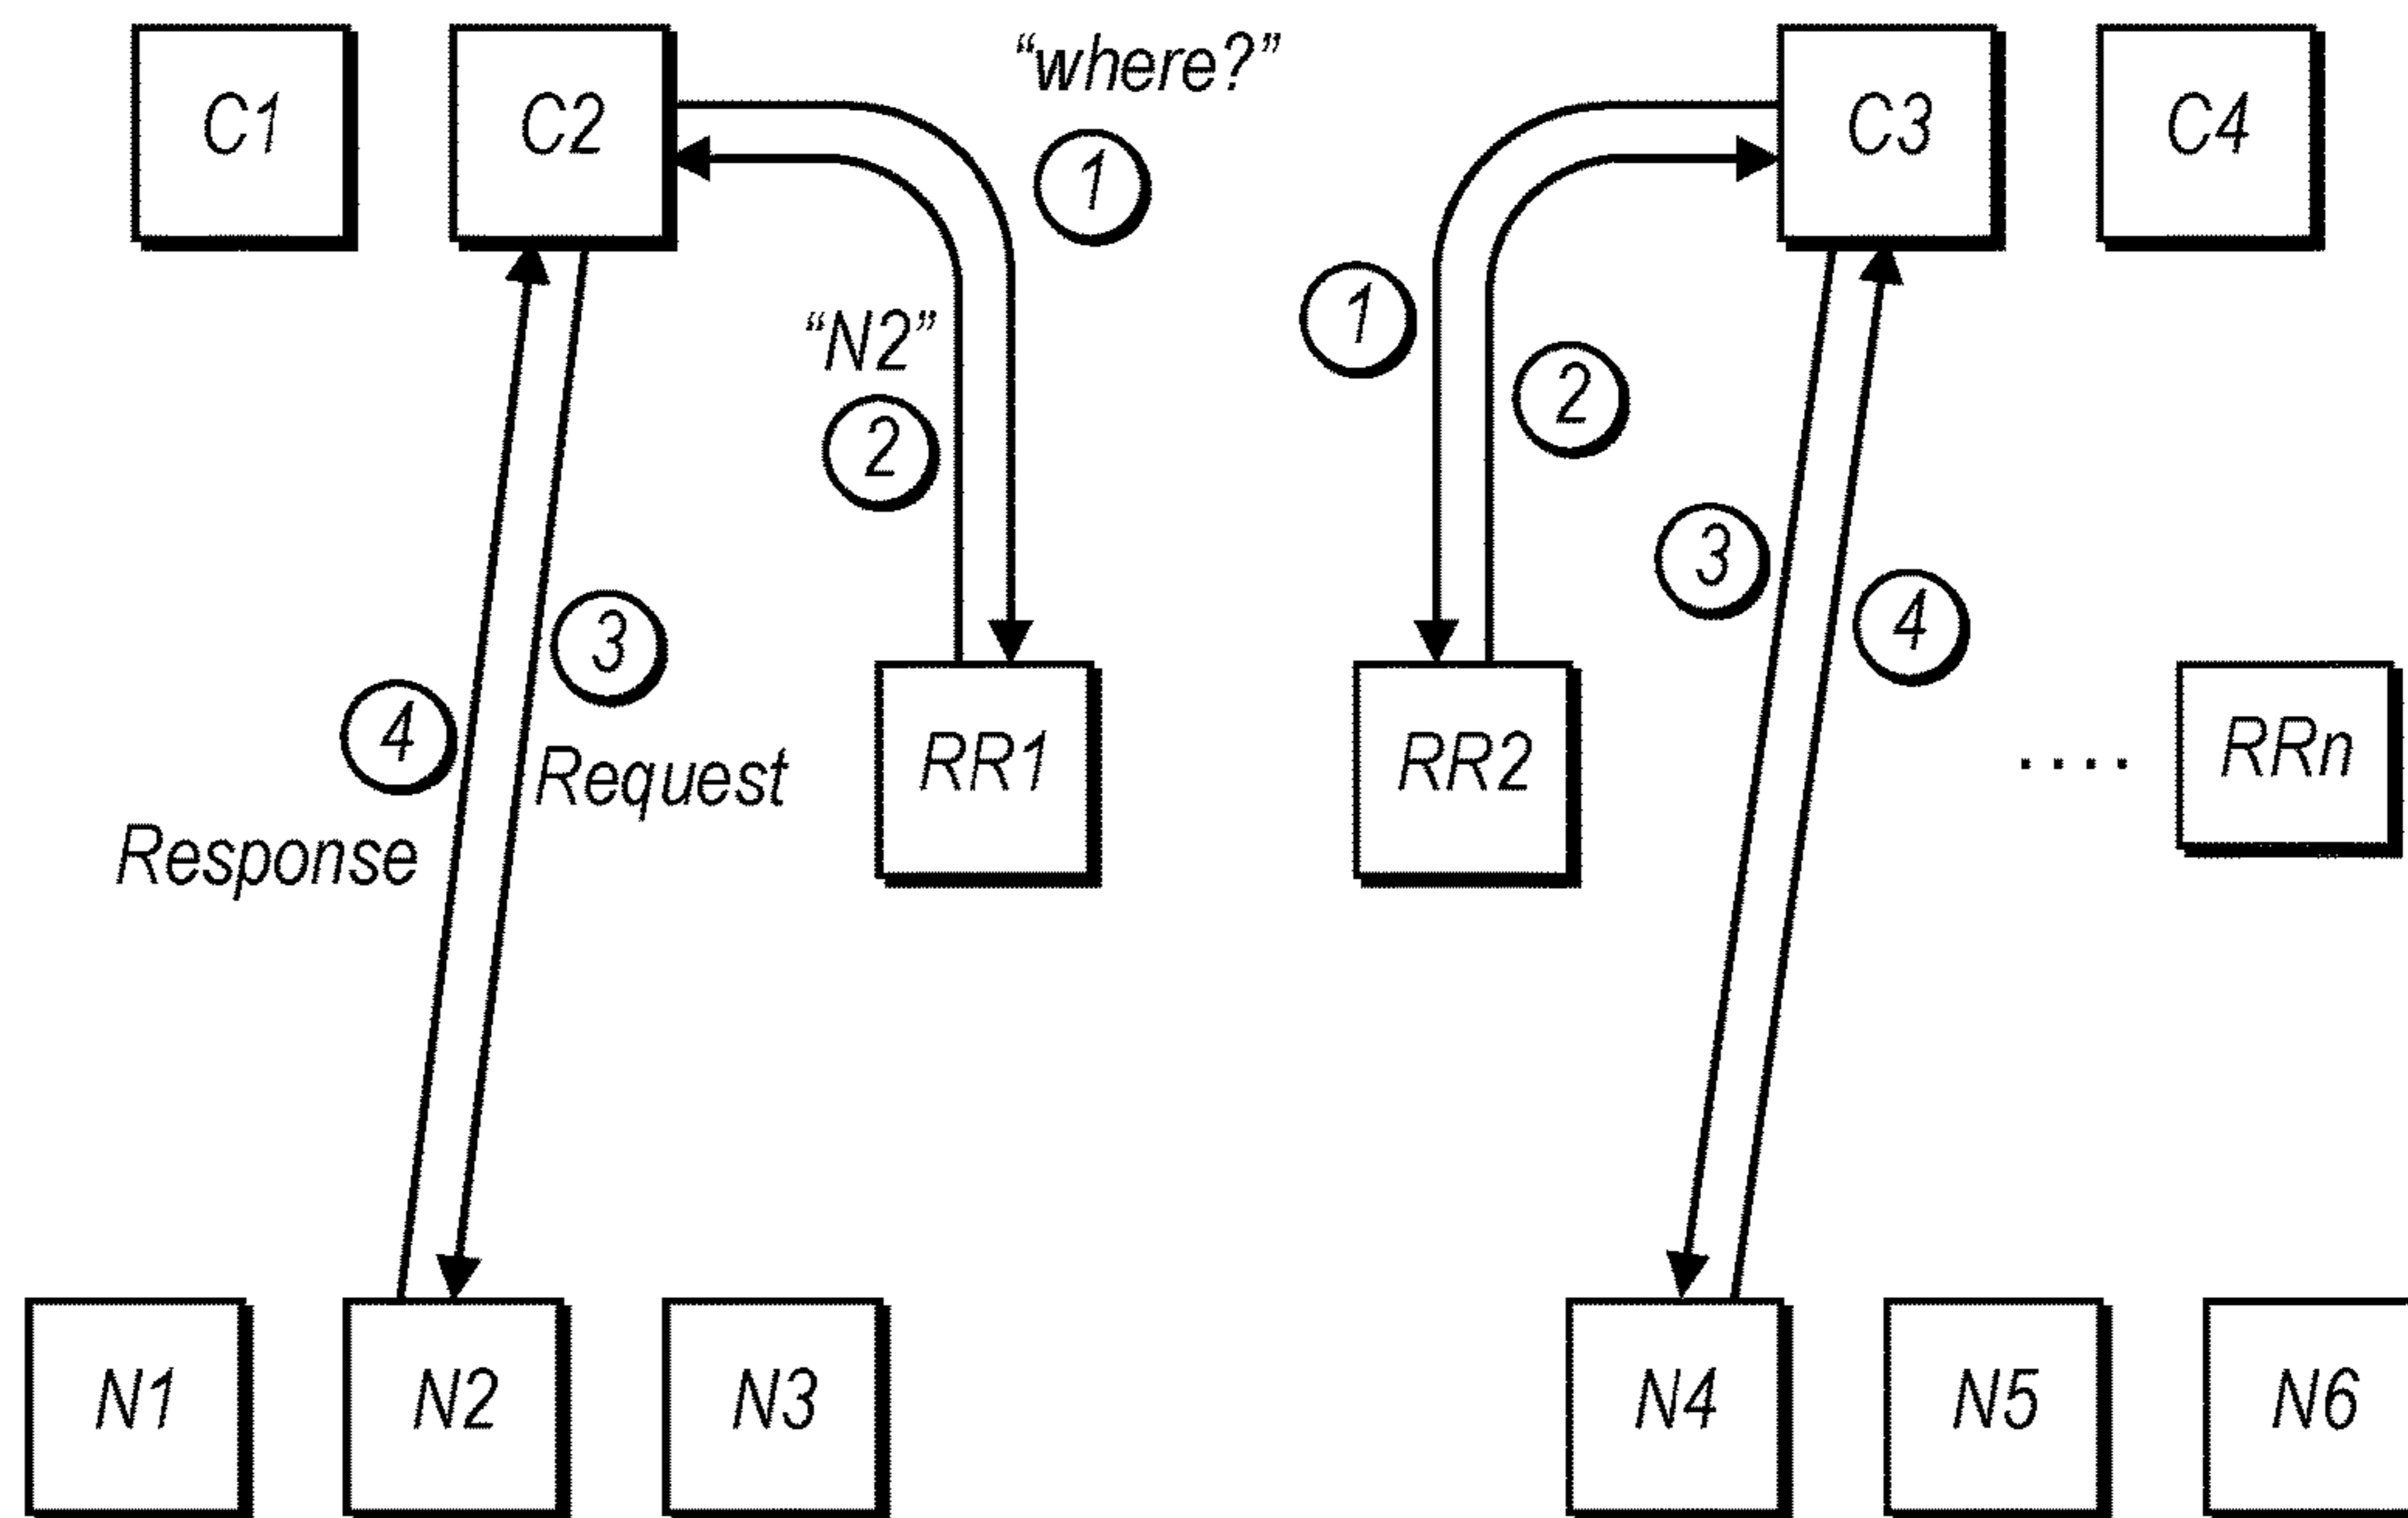 C1
C2
“where?”
1
C3
C4
1
“N2”
2
2
3
4
3
4
Request
Response
RR1
RR2
....
RRn
N1
N2
N3
N4
N5
N6